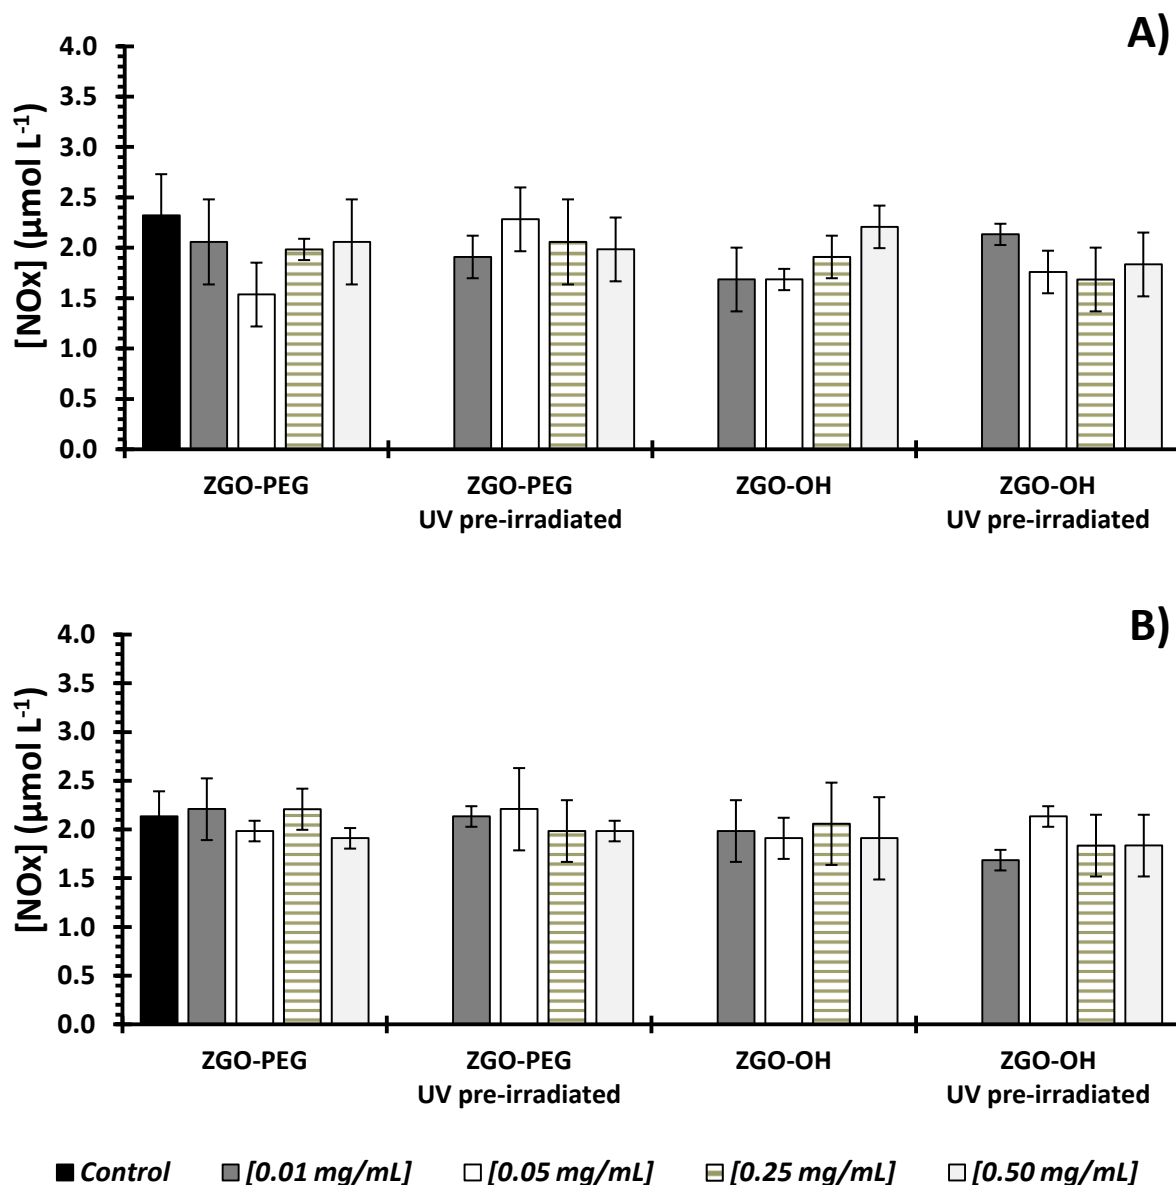 A)
[NOx] (µmol L-1)
4.0
3.5
3.0
2.5
2.0
1.5
1.0
0.5
0.0
ZGO-PEG
ZGO-PEG
UV pre-irradiated
ZGO-OH
ZGO-OH
UV pre-irradiated
B)
[NOx] (µmol L-1)
4.0
3.5
3.0
2.5
2.0
1.5
1.0
0.5
0.0
ZGO-PEG
ZGO-PEG
UV pre-irradiated
ZGO-OH
ZGO-OH
UV pre-irradiated
Control [0.01 mg/mL] [0.05 mg/mL] [0.25 mg/mL] [0.50 mg/mL]